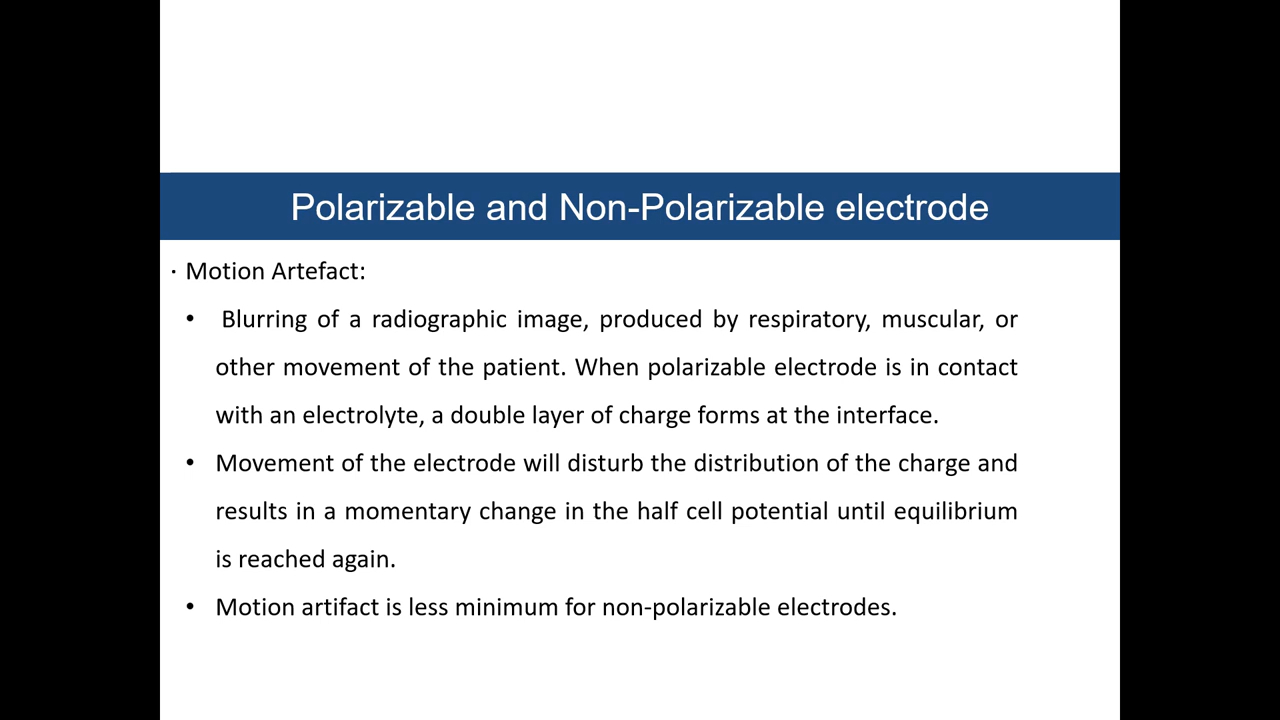 Polarizable and Non-Polarizable electrode
· Motion Artefact:
• Blurring of a radiographic image, produced by respiratory, muscular, or
other movement of the patient. When polarizable electrode is in contact
with an electrolyte, a double layer of charge forms at the interface.
• Movement of the electrode will disturb the distribution of the charge and
results in a momentary change in the half cell potential until equilibrium
is reached again.
• Motion artifact is less minimum for non-polarizable electrodes.